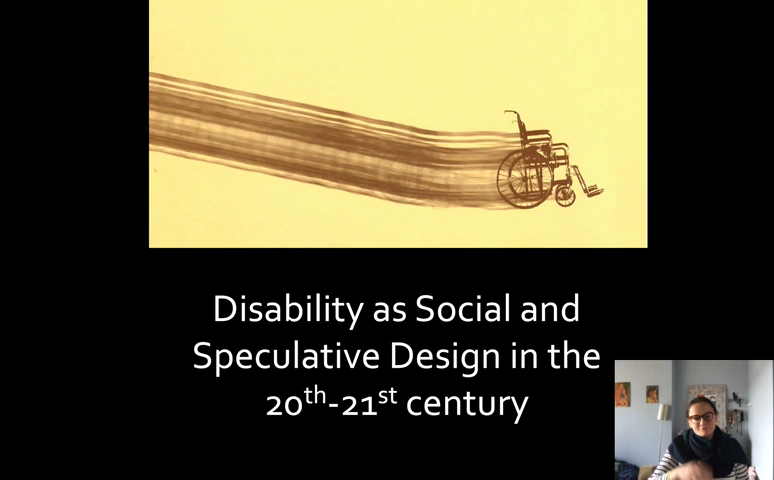 Disability as Social and
Speculative Design in the
20th-21st century